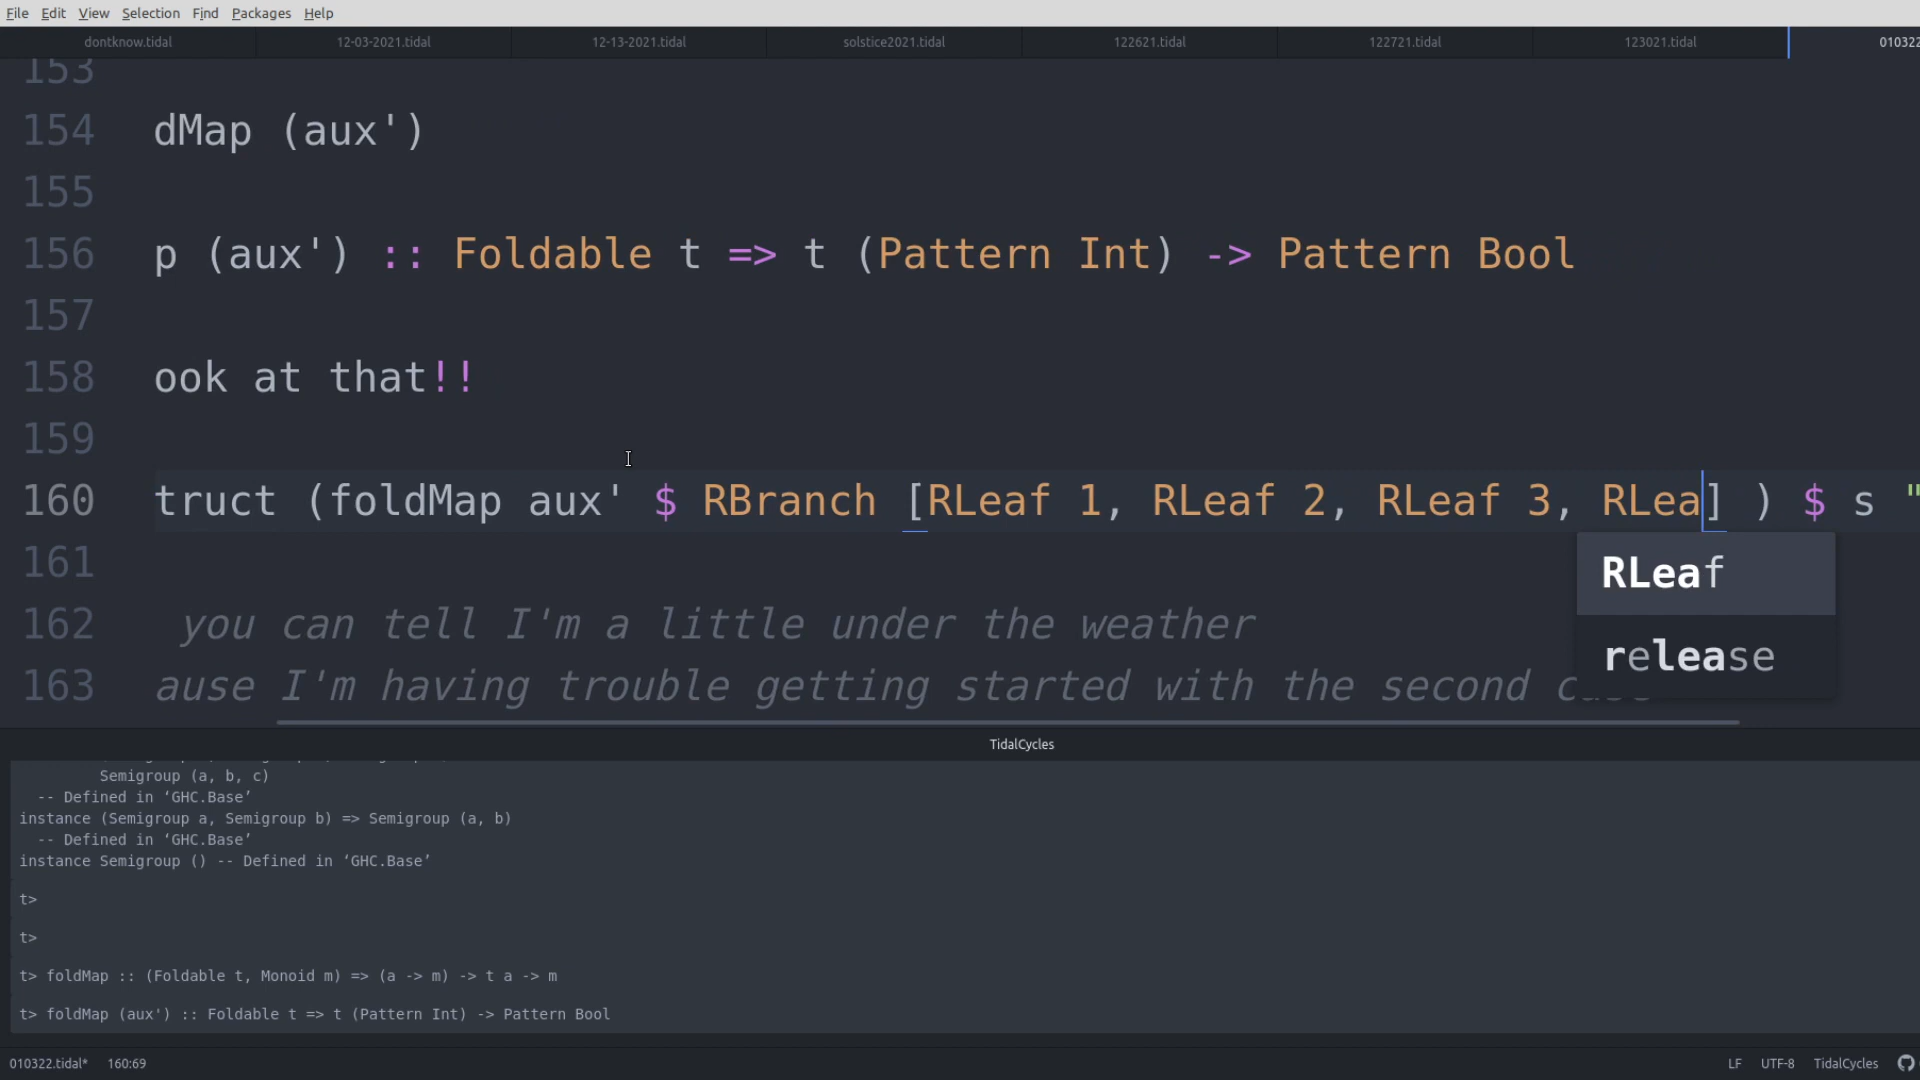 File Edit View Selection Find Packages Help
dontknow.tidal 12-03-2021.tidal 12-13-2021.tidal solstice2021.tidal 122621.tidal 122721.tidal 123021.tidal 010322
153
154 dMap (aux')
155
156 p (aux') :: Foldable t => t (Pattern Int) -> Pattern Bool
157
158 ook at that!!
159
160 truct (foldMap aux' $ RBranch [RLeaf 1, RLeaf 2, RLeaf 3, RLea] ) $ s "
161
RLeaf
162 you can tell I'm a little under the weather
release
163 ause I'm having trouble getting started with the second
TidalCycles
Semigroup (a, b, c)
-- Defined in ‘GHC.Base’
instance (Semigroup a, Semigroup b) => Semigroup (a, b)
-- Defined in ‘GHC.Base’
instance Semigroup () -- Defined in ‘GHC.Base’
t>
t>
t> foldMap :: (Foldable t, Monoid m) => (a -> m) -> t a -> m
t> foldMap (aux') :: Foldable t => t (Pattern Int) -> Pattern Bool
010322.tidal* 160:69 LF UTF-8 TidalCycles